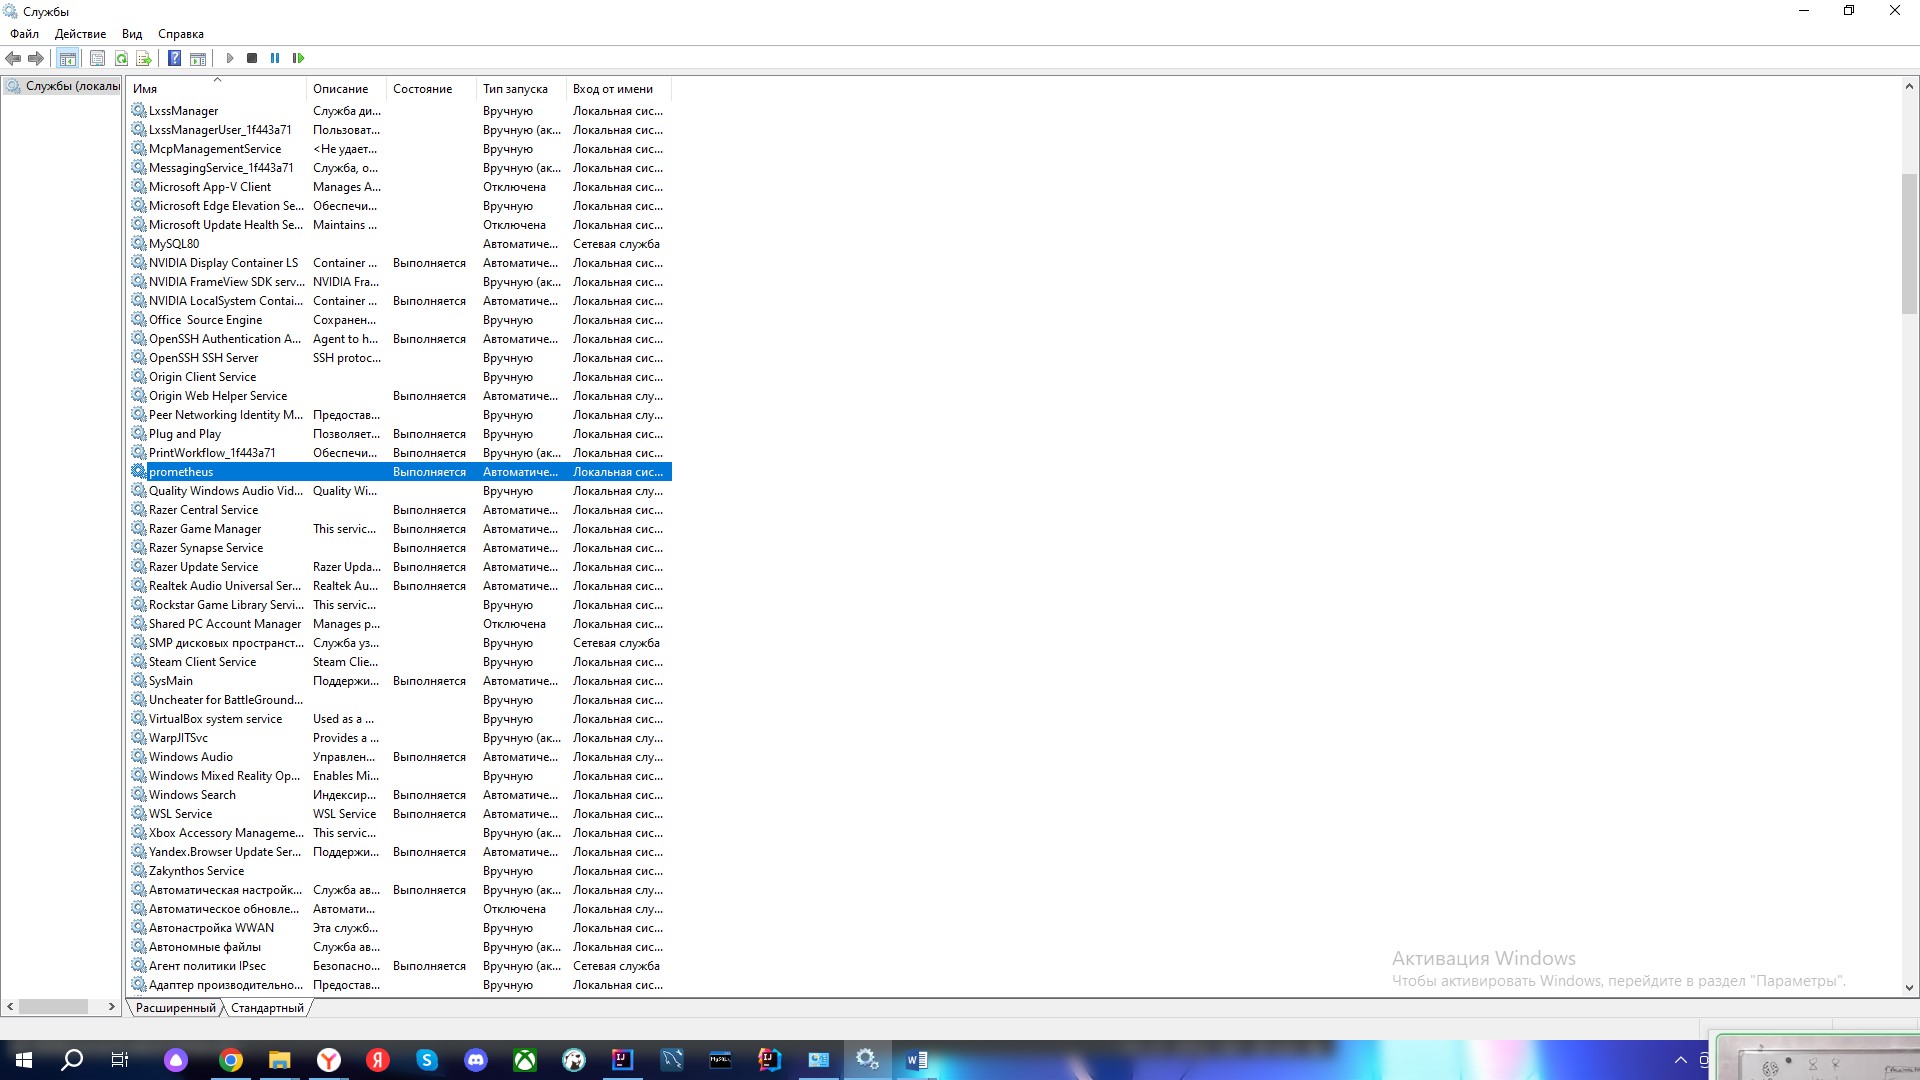 Службы
Файл Действие Вид Справка
Службы (локалы
Имя Описание Состояние Тип запуска Вход от имени
LxssManager Служба ди... Вручную Локальная сис...
LxssManagerUser_1f443a71 Пользоват... Вручную (ак... Локальная сис...
McpManagementService <Не удает... Вручную Локальная сис...
MessagingService_1f443a71 Служба, о... Вручную (ак... Локальная сис...
Microsoft App-V Client Manages A... Отключена Локальная сис...
Microsoft Edge Elevation Se... Обеспечи... Вручную Локальная сис...
Microsoft Update Health Se... Maintains ... Отключена Локальная сис...
MySQL80 Автоматиче... Сетевая служба
NVIDIA Display Container LS Container ... Выполняется Автоматиче... Локальная сис...
NVIDIA FrameView SDK serv... NVIDIA Fra... Вручную (ак... Локальная сис...
NVIDIA LocalSystem Contai... Container ... Выполняется Автоматиче... Локальная сис...
Office  Source Engine Сохранен... Вручную Локальная сис...
OpenSSH Authentication A... Agent to h... Выполняется Автоматиче... Локальная сис...
OpenSSH SSH Server SSH protoc... Вручную Локальная сис...
Origin Client Service Вручную Локальная сис...
Origin Web Helper Service Выполняется Автоматиче... Локальная слу...
Peer Networking Identity M... Предостав... Вручную Локальная слу...
Plug and Play Позволяет... Выполняется Вручную Локальная сис...
PrintWorkflow_1f443a71 Обеспечи... Выполняется Вручную (ак... Локальная сис...
prometheus Выполняется Автоматиче... Локальная сис...
Quality Windows Audio Vid... Quality Wi... Вручную Локальная слу...
Razer Central Service Выполняется Автоматиче... Локальная сис...
Razer Game Manager This servic... Выполняется Автоматиче... Локальная сис...
Razer Synapse Service Выполняется Автоматиче... Локальная сис...
Razer Update Service Razer Upda... Выполняется Автоматиче... Локальная сис...
Realtek Audio Universal Ser... Realtek Au... Выполняется Автоматиче... Локальная сис...
Rockstar Game Library Servi... This servic... Вручную Локальная сис...
Shared PC Account Manager Manages p... Отключена Локальная сис...
SMP дисковых пространст... Служба уз... Вручную Сетевая служба
Steam Client Service Steam Clie... Вручную Локальная сис...
SysMain Поддержи... Выполняется Автоматиче... Локальная сис...
Uncheater for BattleGround... Вручную Локальная сис...
VirtualBox system service Used as a ... Вручную Локальная сис...
WarpJITSvc Provides a ... Вручную (ак... Локальная слу...
Windows Audio Управлен... Выполняется Автоматиче... Локальная слу...
Windows Mixed Reality Op... Enables Mi... Вручную Локальная сис...
Windows Search Индексир... Выполняется Автоматиче... Локальная сис...
WSL Service WSL Service Выполняется Автоматиче... Локальная сис...
Xbox Accessory Manageme... This servic... Вручную (ак... Локальная сис...
Yandex.Browser Update Ser... Поддержи... Выполняется Автоматиче... Локальная сис...
Zakynthos Service Вручную Локальная сис...
Автоматическая настройк... Служба ав... Выполняется Вручную (ак... Локальная слу...
Автоматическое обновле... Автомати... Отключена Локальная слу...
Автонастройка WWAN Эта служб... Вручную Локальная сис...
Автономные файлы Служба ав... Вручную (ак... Локальная сис...
Агент политики IPsec Безопасно... Выполняется Вручную (ак... Сетевая служба
Адаптер производительно... Предостав... Вручную Локальная сис...
Активация Windows
Чтобы активировать Windows, перейдите в раздел "Параметры".
Расширенный Стандартный